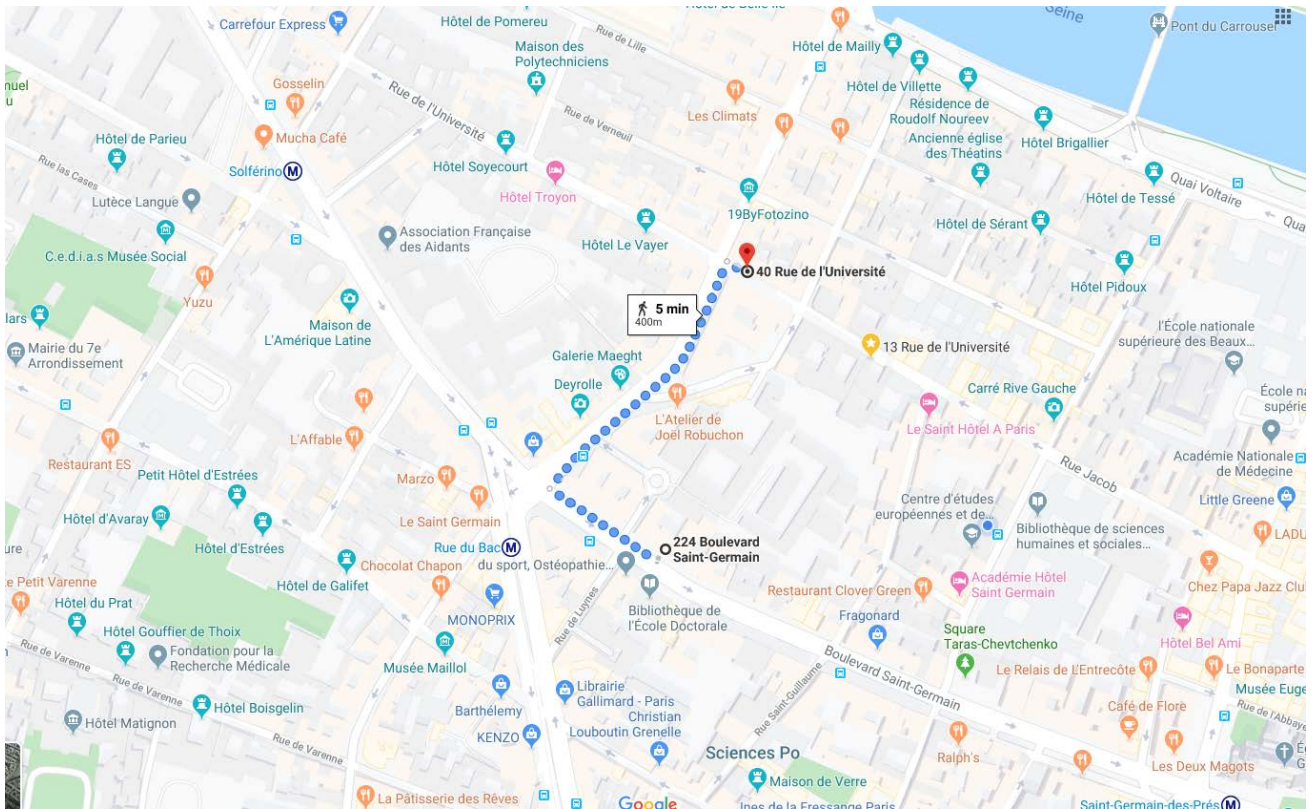 Carrefour Express
Hôtel de Pomereu
Seine
Pont du Carrousel
Rue de Lille
Hôtel de Mailly
Maison des
Polytechniciens
Hôtel de Villette
Gosselin
Rue de l'Université
Les Climats
Résidence de
Roudolf Noureev
Rue de Verneuil
Hôtel Brigallier
Mucha Café
Ancienne église
des Théatins
Hôtel de Parieu
Hôtel Soyecourt
Solférino
M
Rue las Cases
Hôtel Troyon
Quai Voltaire
Hôtel de Tessé
Lutèce Langue
19ByFotozino
Hôtel de Sérant
Association Française
des Aidants
Hôtel Le Vayer
C.e.d.i.a.s Musée Social
40 Rue de l'Université
Hôtel Pidoux
Yuzu
5 min
400m
Maison de
L'Amérique Latine
l'École nationale
supérieure des Beaux...
Mairie du 7e
Arrondissement
13 Rue de l'Université
Galerie Maeght
Deyrolle
Carré Rive Gauche
L'Atelier de
Joël Robuchon
Le Saint Hôtel A Paris
L'Affable
Restaurant ES
Académie Nationale
de Médecine
Rue Jacob
Petit Hôtel d'Estrées
Marzo
Little Greene
Centre d'études
européennes et de...
Hôtel d'Avaray
Le Saint Germain
Bibliothèque de sciences
humaines et sociales...
Hôtel d'Estrées
Rue du Bac
M
224 Boulevard
Saint-Germain
du sport, Ostéopathie...
Chocolat Chapon
Hôtel de Galifet
Petit Varenne
Restaurant Clover Green
Académie Hôtel
Saint Germain
Chez Papa Jazz Clu
Hôtel du Prat
MONOPRIX
Rue de Luynes
Bibliothèque de
l'École Doctorale
Fragonard
Hôtel Gouffier de Thoix
Square
Taras-Chevtchenko
Hôtel Bel Ami
Fondation pour la
Recherche Médicale
Musée Maillol
Boulevard Saint-Germain
Le Relais de L'Entrecôte
Le Bonaparte
Rue de Varenne
Rue Saint-Guillaume
Hôtel Boisgelin
Barthélemy
Librairie
Gallimard - Paris
Christian
Louboutin Grenelle
Musée Euge
Rue de l'Abbaye
Hôtel Matignon
Café de Flore
Rue de Varenne
KENZO
Sciences Po
Ralph's
Les Deux Magots
Maison de Verre
La Pâtisserie des Rêves
Google
Ines de la Fressange Paris
Saint-Germain-des-Prés
M